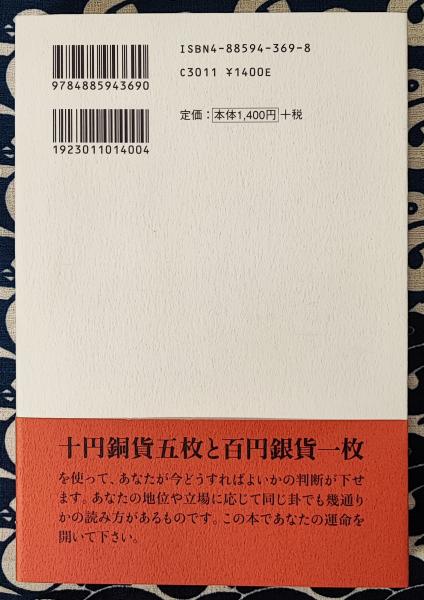 9784885943690
1923011014004
ISBN4-88594-369-8
C3011 ¥1400E
定価：本体1,400円＋税
十円銅貨五枚と百円銀貨一枚
を使って、あなたが今どうすればよいかの判断が下せ
ます。あなたの地位や立場に応じて同じ卦でも幾通り
かの読み方があるものです。この本であなたの運命を
開いて下さい。